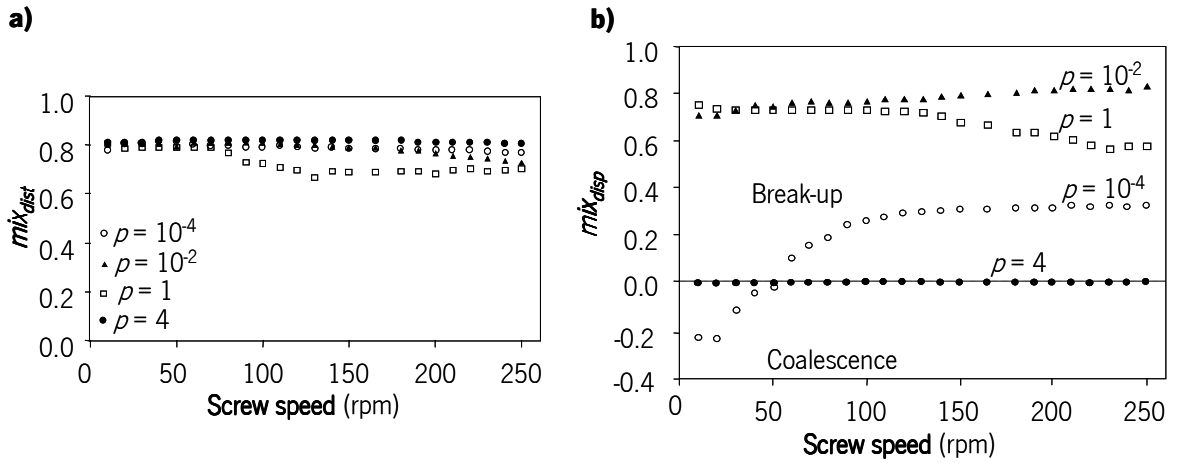 a)
1.0
0.8
0.6
0.4
0.2
0.0
mix_dist
p = 10^-4
p = 10^-2
p = 1
p = 4
0 50 100 150 200 250
Screw speed (rpm)
b)
1.0
0.8
0.6
0.4
0.2
0.0
-0.2
-0.4
mix_disp
p = 10^-2
p = 1
Break-up
p = 10^-4
p = 4
Coalescence
0 50 100 150 200 250
Screw speed (rpm)